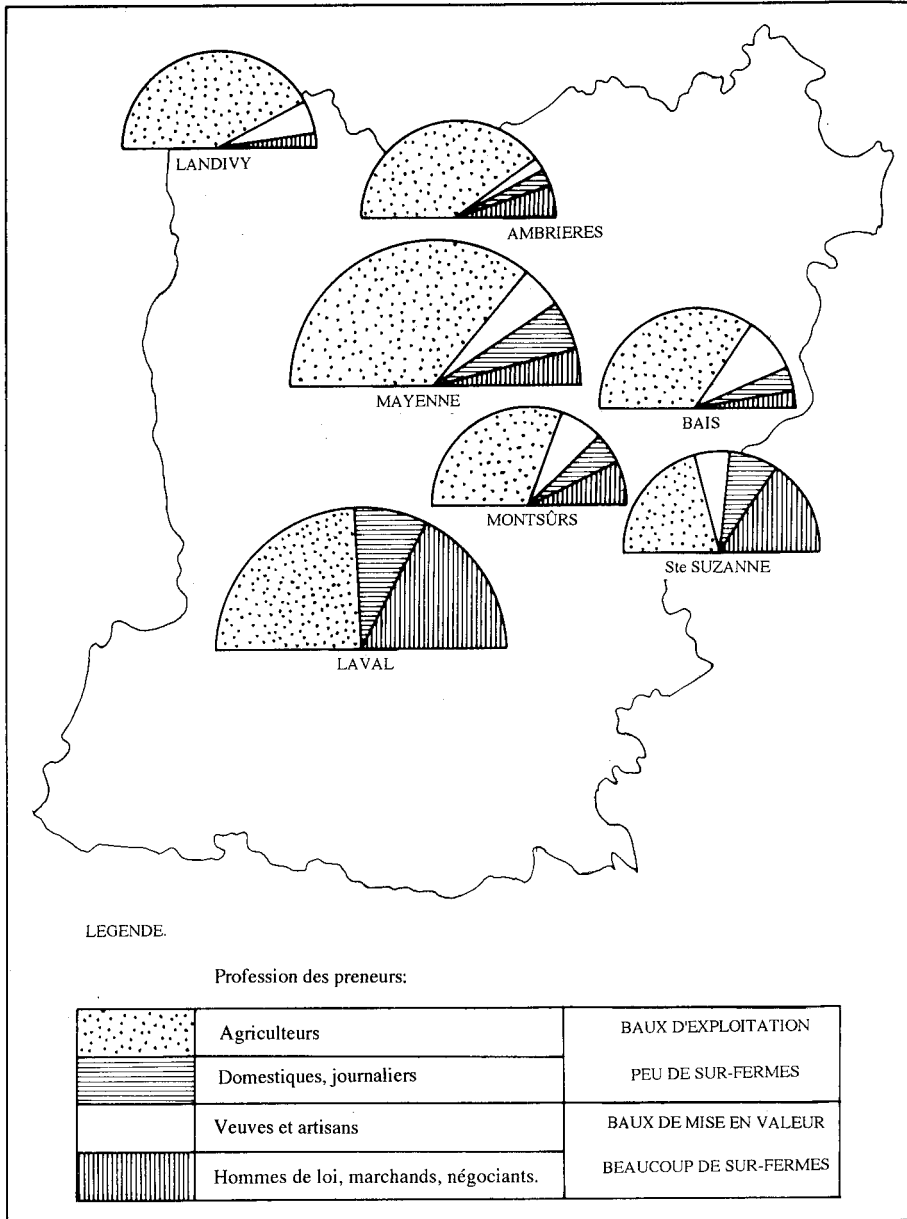 LANDIVY
AMBRIERES
MAYENNE
BAIS
MONTSÛRS
Ste SUZANNE
LAVAL
LEGENDE.
Profession des preneurs:
Agriculteurs
BAUX D'EXPLOITATION
Domestiques, journaliers
PEU DE SUR-FERMES
Veuves et artisans
BAUX DE MISE EN VALEUR
Hommes de loi, marchands, négociants.
BEAUCOUP DE SUR-FERMES